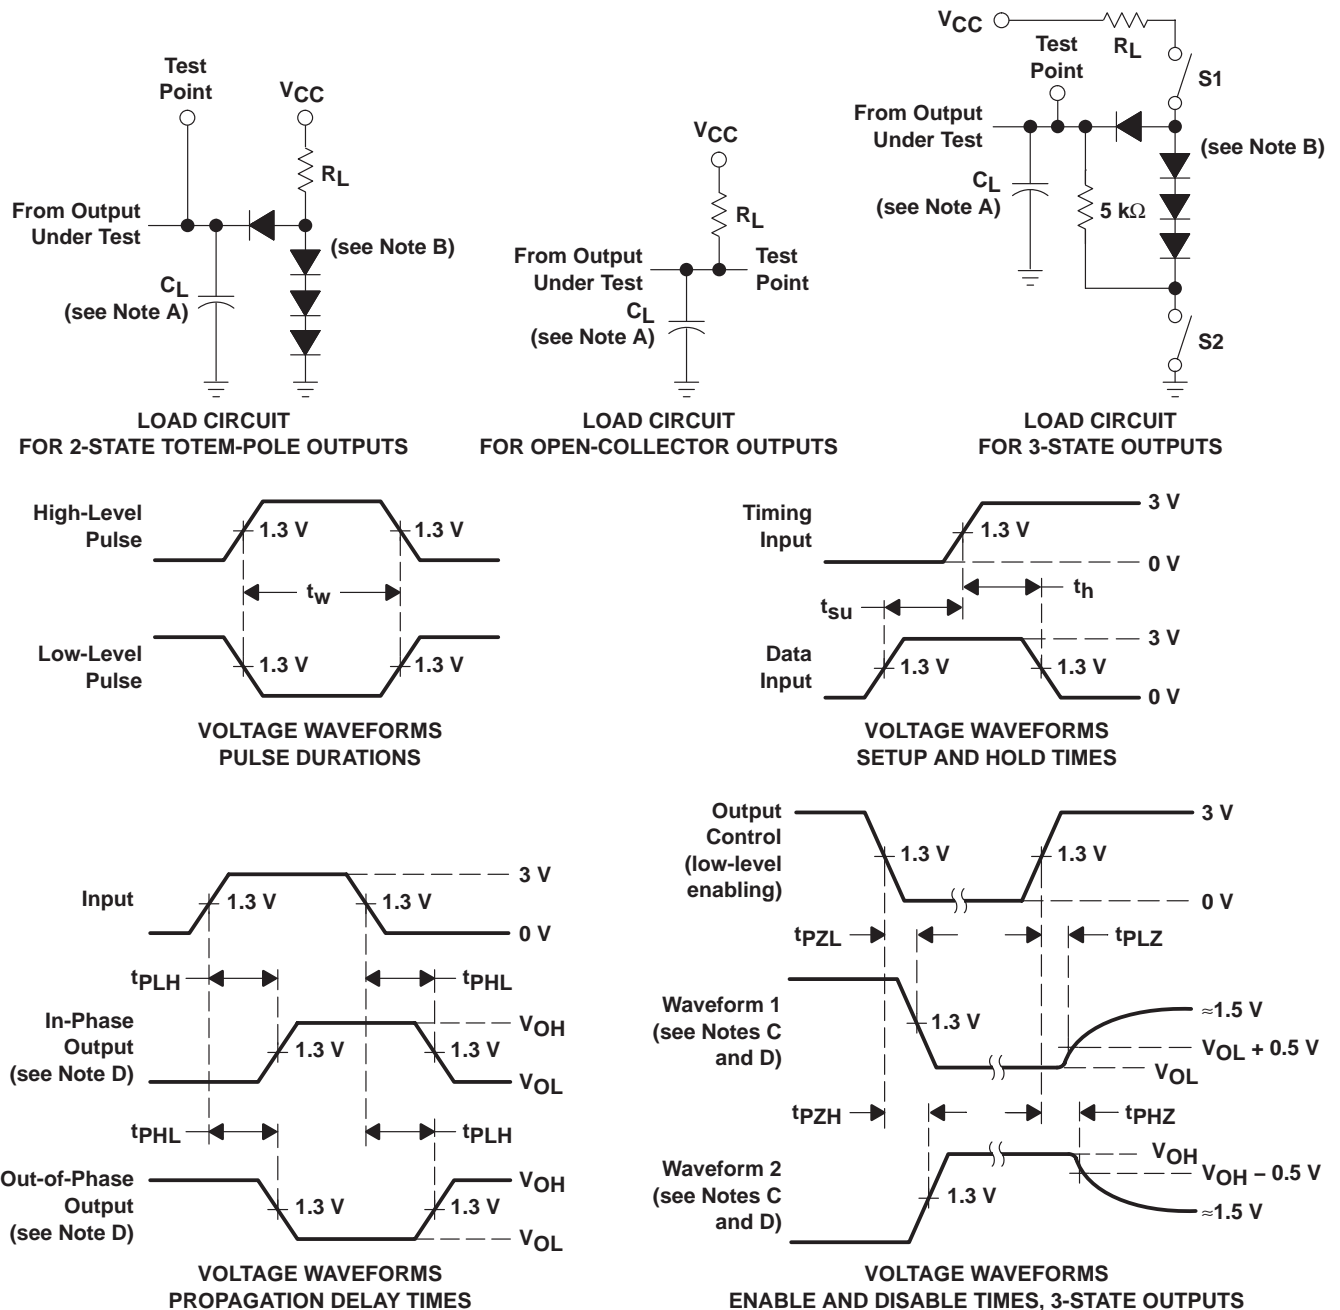 Test
Point
VCC
RL
From Output
Under Test
(see Note B)
CL
(see Note A)
LOAD CIRCUIT
FOR 2-STATE TOTEM-POLE OUTPUTS
VCC
RL
From Output
Under Test
Test
Point
CL
(see Note A)
LOAD CIRCUIT
FOR OPEN-COLLECTOR OUTPUTS
VCC
RL
Test
Point
S1
From Output
Under Test
(see Note B)
CL
(see Note A)
5 kΩ
S2
LOAD CIRCUIT
FOR 3-STATE OUTPUTS
High-Level
Pulse
1.3 V
1.3 V
tw
Low-Level
Pulse
1.3 V
1.3 V
VOLTAGE WAVEFORMS
PULSE DURATIONS
Timing
Input
1.3 V
3 V
0 V
th
tsu
Data
Input
1.3 V
1.3 V
3 V
0 V
VOLTAGE WAVEFORMS
SETUP AND HOLD TIMES
Input
1.3 V
1.3 V
3 V
0 V
tPLH
tPHL
In-Phase
Output
(see Note D)
1.3 V
1.3 V
VOH
VOL
tPHL
tPLH
Out-of-Phase
Output
(see Note D)
1.3 V
1.3 V
VOH
VOL
VOLTAGE WAVEFORMS
PROPAGATION DELAY TIMES
Output
Control
(low-level
enabling)
1.3 V
1.3 V
3 V
0 V
tPZL
tPLZ
Waveform 1
(see Notes C
and D)
1.3 V
≈1.5 V
VOL + 0.5 V
VOL
tPZH
tPHZ
Waveform 2
(see Notes C
and D)
1.3 V
VOH
VOH – 0.5 V
≈1.5 V
VOLTAGE WAVEFORMS
ENABLE AND DISABLE TIMES, 3-STATE OUTPUTS